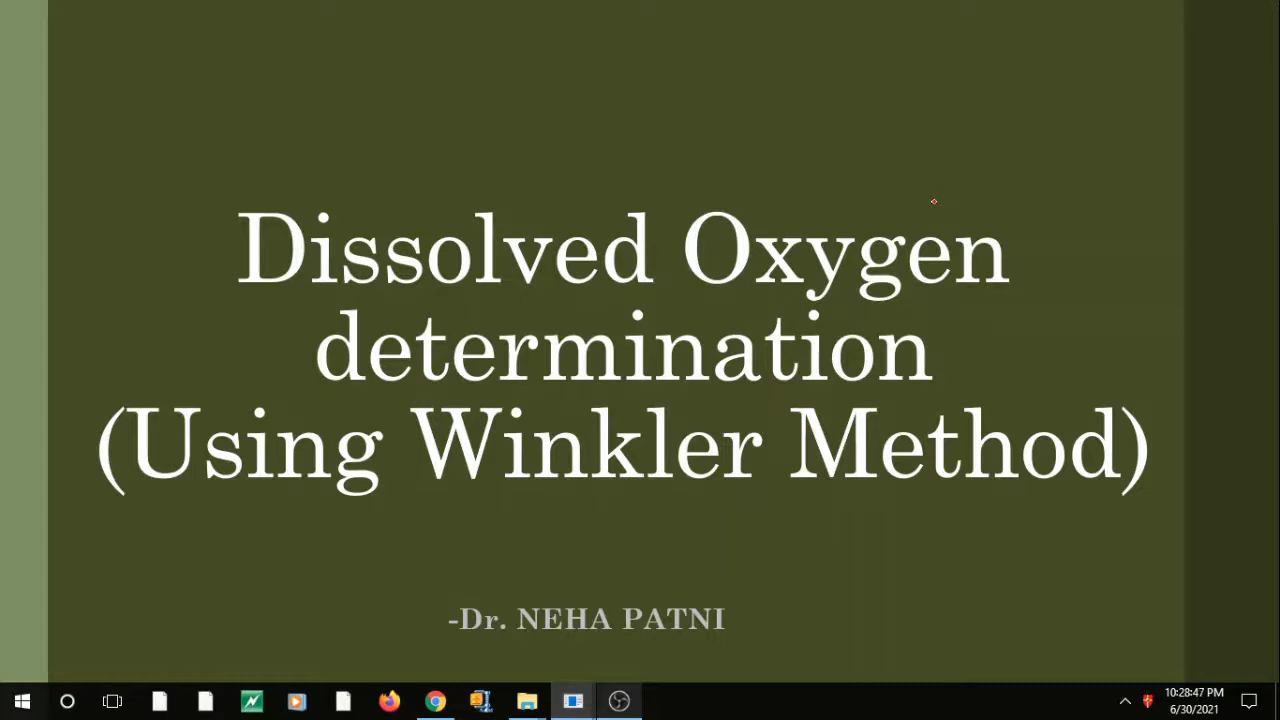 Dissolved Oxygen
determination
(Using Winkler Method)
-Dr. NEHA PATNI
10:28:47 PM
6/30/2021